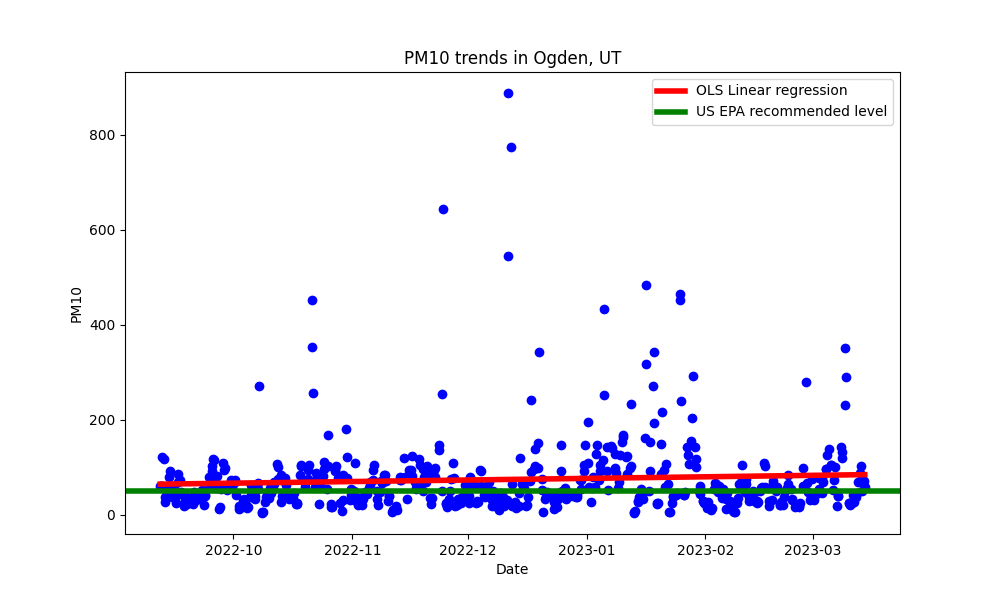 PM10 trends in Ogden, UT
OLS Linear regression
US EPA recommended level
800
600
400
200
0
PM10
2022-10
2022-11
2022-12
2023-01
2023-02
2023-03
Date